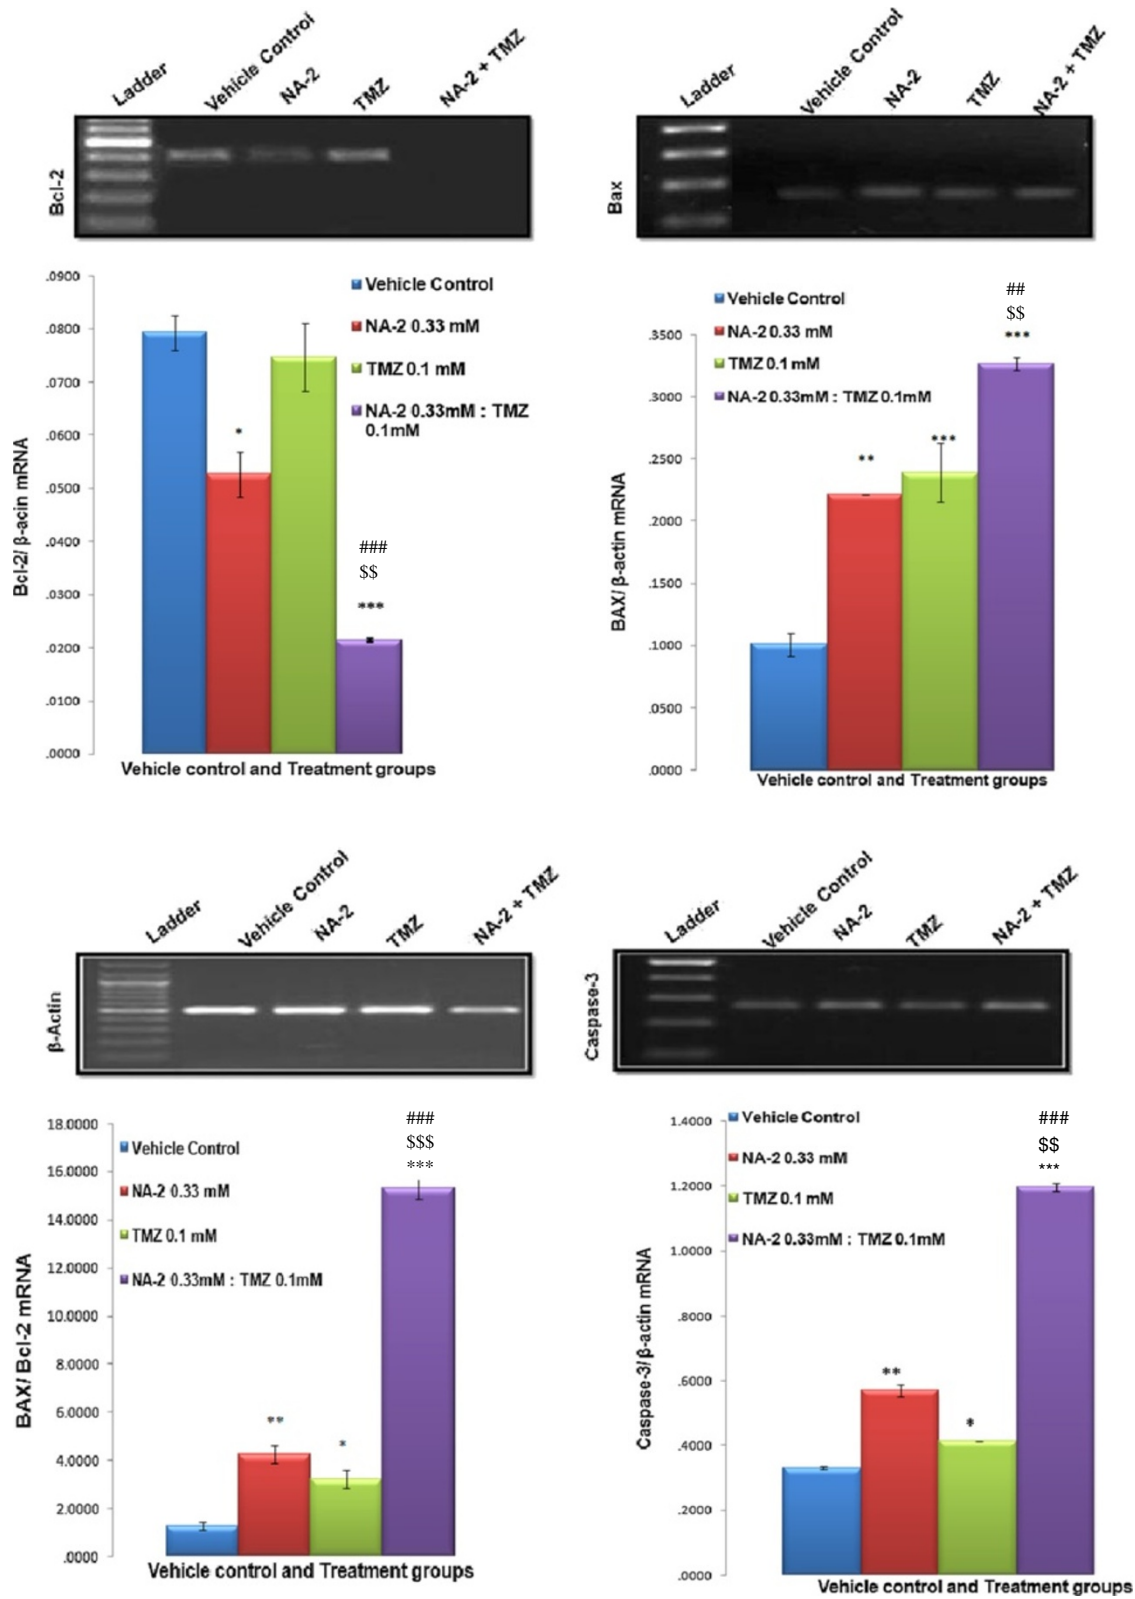 Ladder
Vehicle Control
NA-2
TMZ
NA-2 + TMZ
Bcl-2
.0900
.0800
.0700
.0600
.0500
.0400
.0300
.0200
.0100
.0000
Bcl-2/ β-acin mRNA
Vehicle Control
NA-2 0.33 mM
TMZ 0.1 mM
NA-2 0.33mM : TMZ
0.1mM
*
###
$$
***
Vehicle control and Treatment groups
Ladder
Vehicle Control
NA-2
TMZ
NA-2 + TMZ
Bax
Vehicle Control
NA-2 0.33 mM
TMZ 0.1 mM
NA-2 0.33mM : TMZ 0.1mM
##
$$
***
**
***
.3500
.3000
.2500
.2000
.1500
.1000
.0500
.0000
BAX/ β-actin mRNA
Vehicle control and Treatment groups
Ladder
Vehicle Control
NA-2
TMZ
NA-2 + TMZ
β-Actin
18.0000
16.0000
14.0000
12.0000
10.0000
8.0000
6.0000
4.0000
2.0000
.0000
BAX/ Bcl-2 mRNA
Vehicle Control
NA-2 0.33 mM
TMZ 0.1 mM
NA-2 0.33mM : TMZ 0.1mM
###
$$$
***
**
*
Vehicle control and Treatment groups
Ladder
Vehicle Control
NA-2
TMZ
NA-2 + TMZ
Caspase-3
1.4000
1.2000
1.0000
.8000
.6000
.4000
.2000
.0000
Caspase-3/ β-actin mRNA
Vehicle Control
NA-2 0.33 mM
TMZ 0.1 mM
NA-2 0.33mM : TMZ 0.1mM
###
$$
***
**
*
Vehicle control and Treatment groups